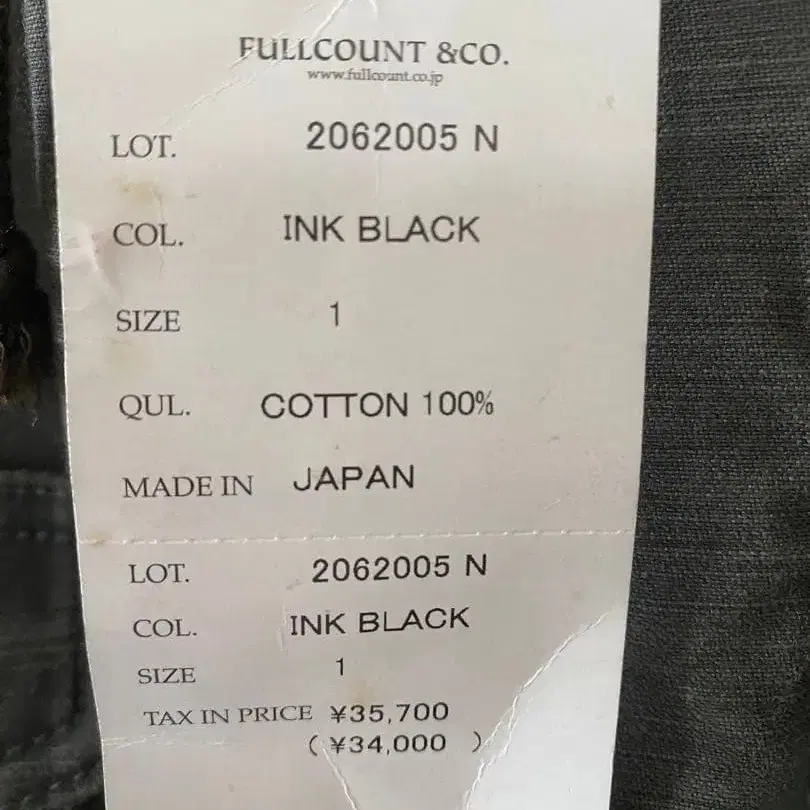 FULLCOUNT &CO.
www.fullcount.co.jp
LOT. 2062005 N
COL. INK BLACK
SIZE 1
QUL. COTTON 100%
MADE IN JAPAN
LOT. 2062005 N
COL. INK BLACK
SIZE 1
TAX IN PRICE ¥35,700
(¥34,000 )